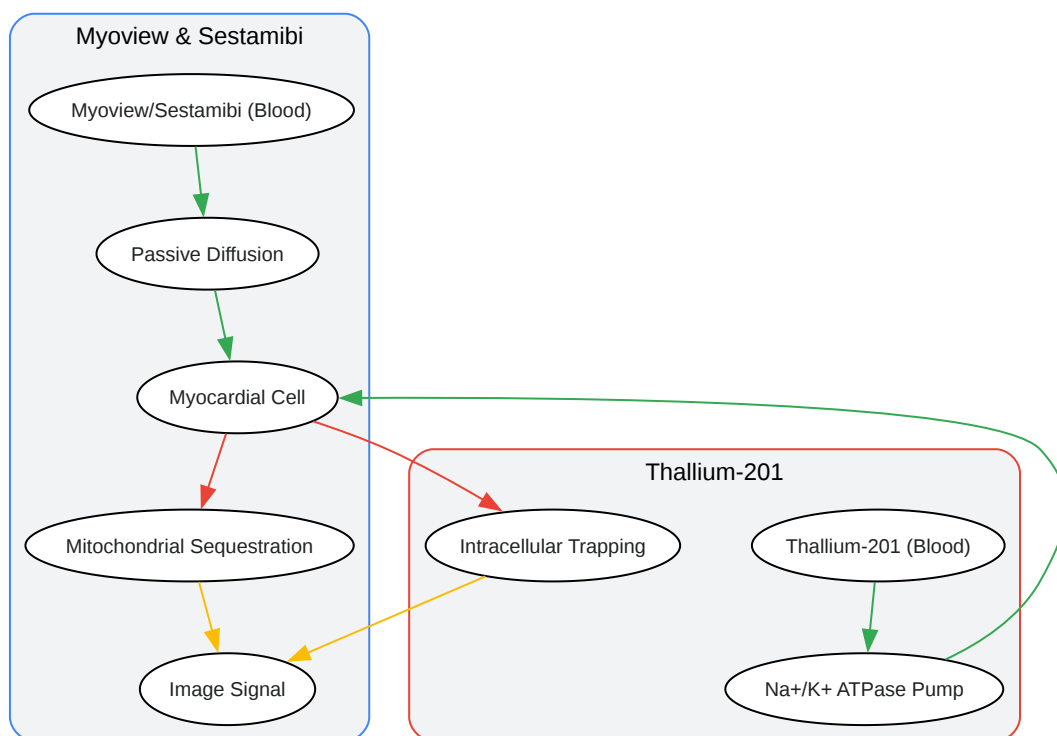 Myoview & Sestamibi
Myoview/Sestamibi (Blood)
Passive Diffusion
Myocardial Cell
Thallium-201
Mitochondrial Sequestration
Intracellular Trapping
Thallium-201 (Blood)
Image Signal
Na+/K+ ATPase Pump